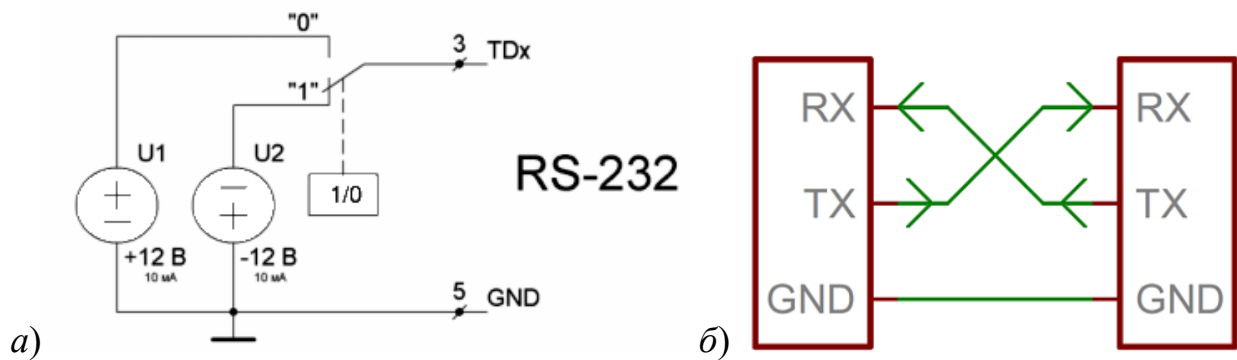 "0"
3 TDx
"1"
U1 U2
1/0
RS-232
+12 В -12 В
10 мА 10 мА
5 GND
а)
RX RX
TX TX
GND GND
б)